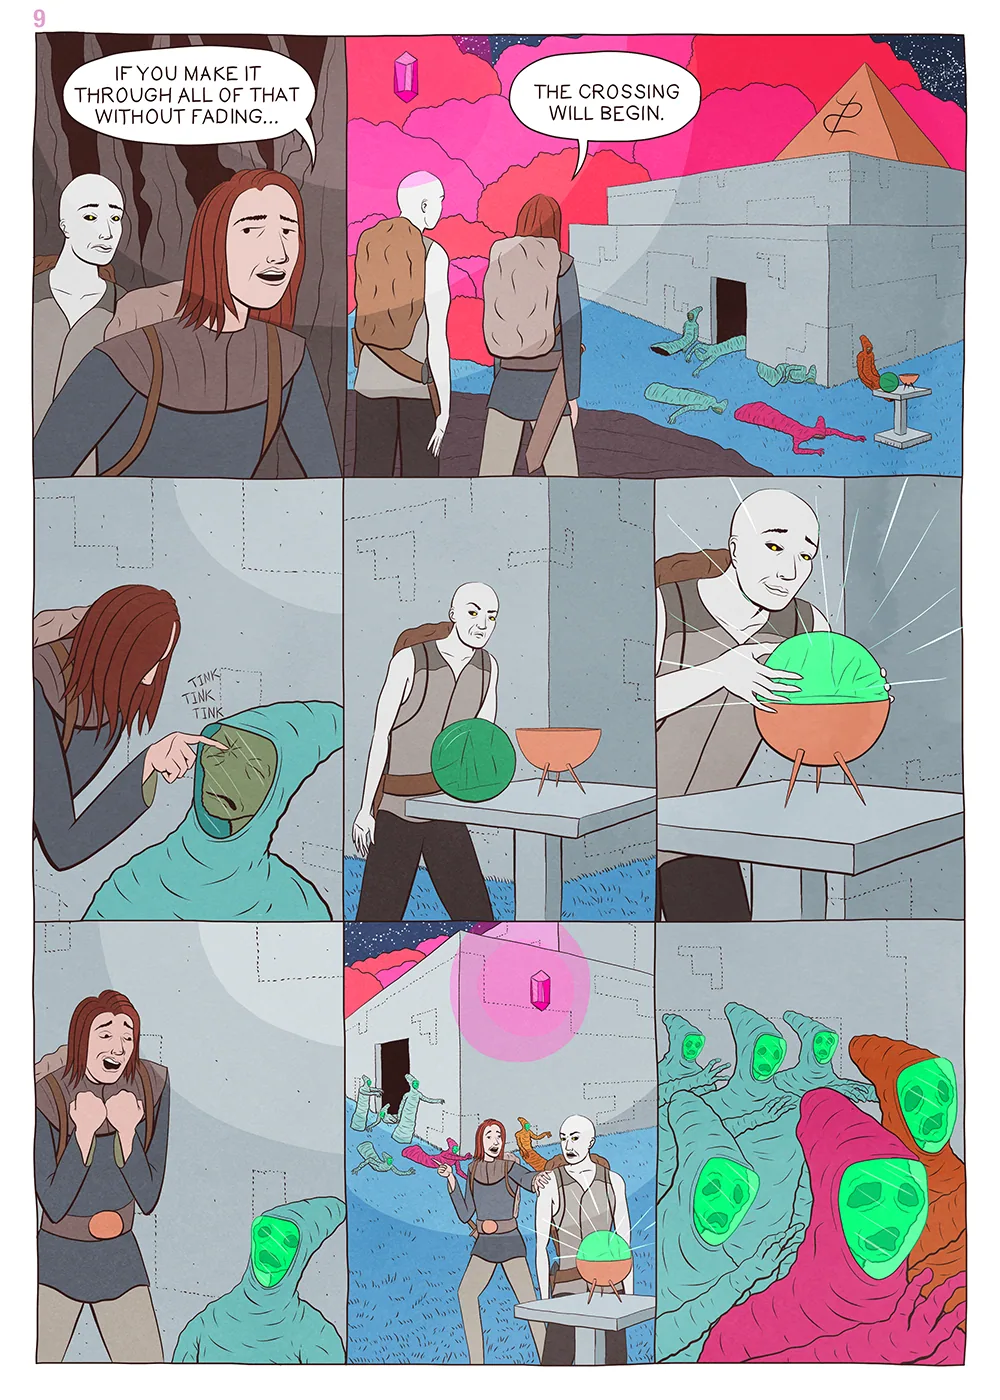 9
IF YOU MAKE IT
THROUGH ALL OF THAT
WITHOUT FADING...
THE CROSSING
WILL BEGIN.
TINK
TINK
TINK